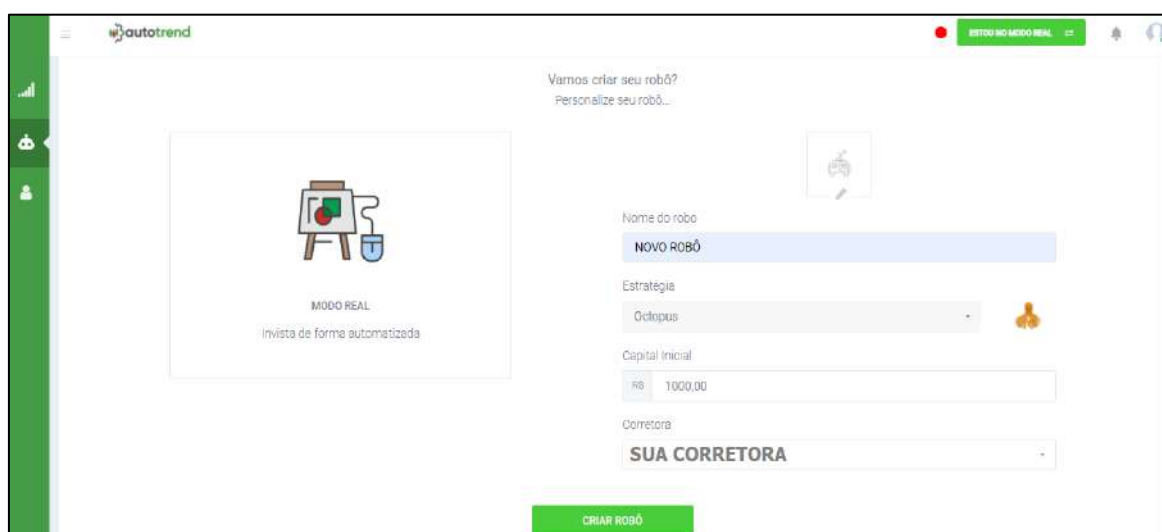 autotrend
ESTOU NO MODO REAL
Vamos criar seu robô?
Personalize seu robô...
MODO REAL
Invista de forma automatizada
Nome do robo
NOVO ROBÔ
Estratégia
Octopus
Capital Inicial
R$ 1000,00
Corretora
SUA CORRETORA
CRIAR ROBÔ